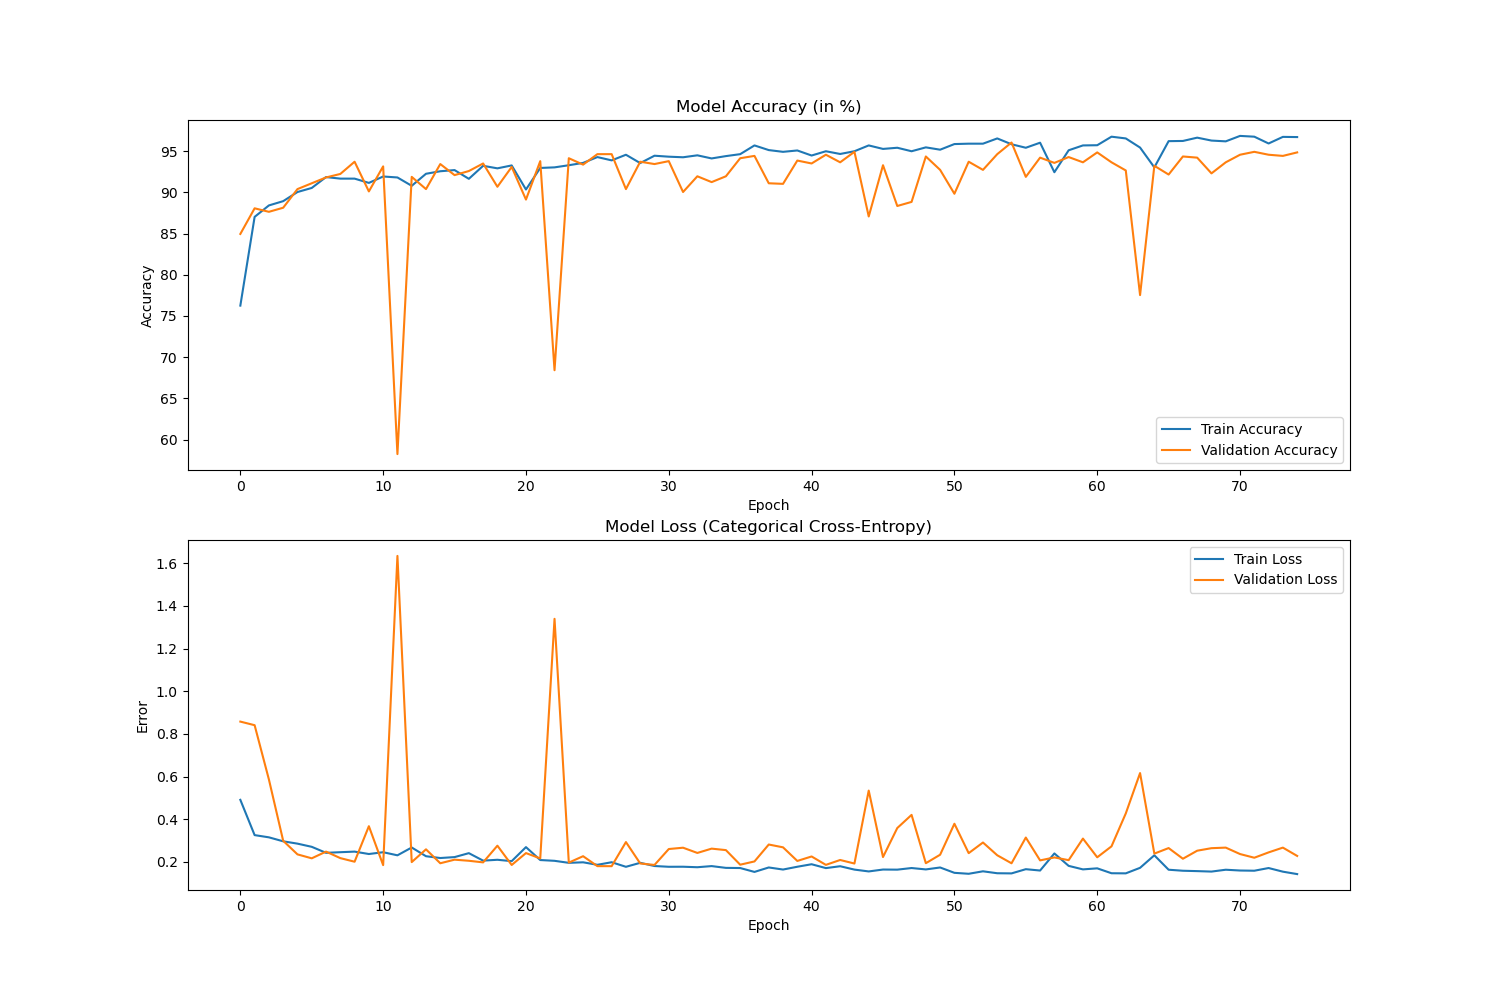 Model Accuracy (in %)
Accuracy
95
90
85
80
75
70
65
60
Train Accuracy
Validation Accuracy
0 10 20 30 40 50 60 70
Epoch
Model Loss (Categorical Cross-Entropy)
Error
1.6
1.4
1.2
1.0
0.8
0.6
0.4
0.2
Train Loss
Validation Loss
0 10 20 30 40 50 60 70
Epoch